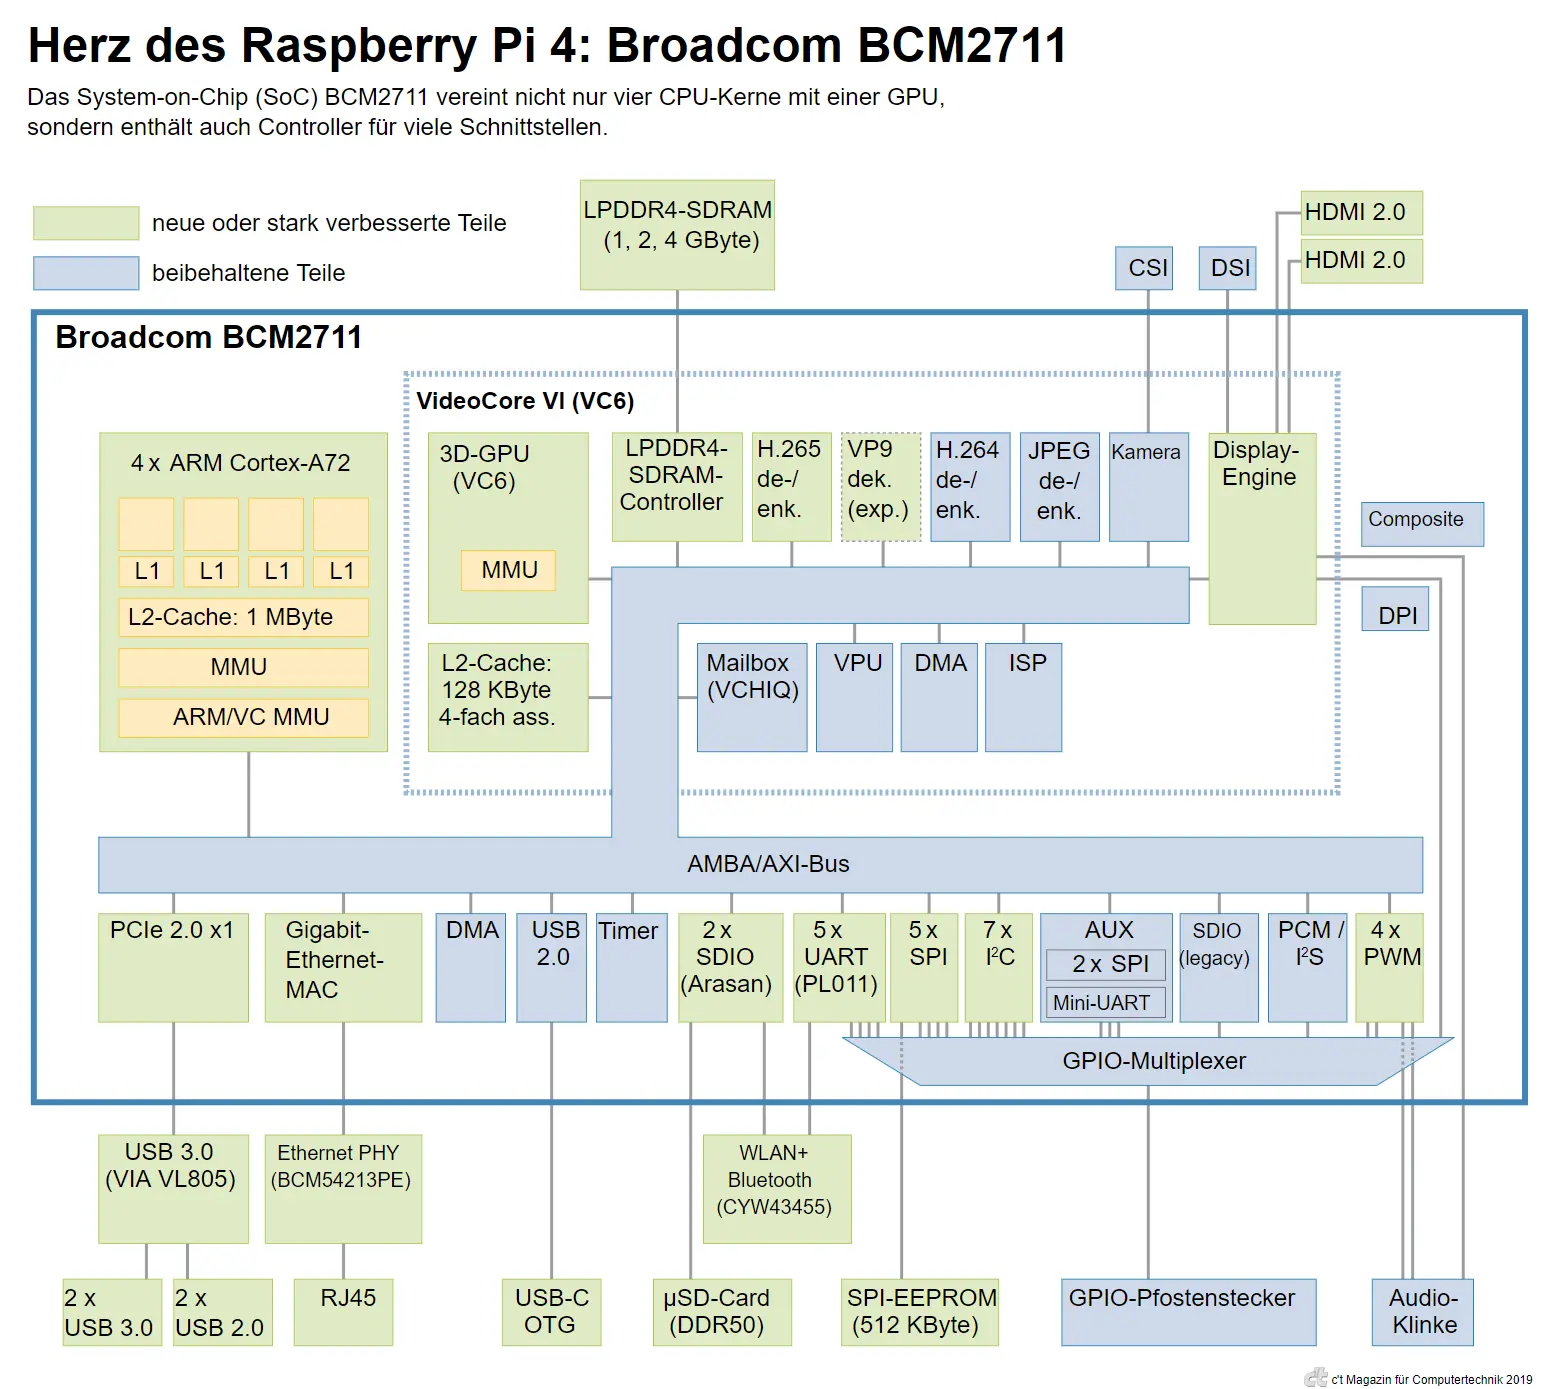 Herz des Raspberry Pi 4: Broadcom BCM2711
Das System-on-Chip (SoC) BCM2711 vereint nicht nur vier CPU-Kerne mit einer GPU,
sondern enthält auch Controller für viele Schnittstellen.
neue oder stark verbesserte Teile
beibehaltene Teile
LPDDR4-SDRAM
(1, 2, 4 GByte)
CSI
DSI
HDMI 2.0
HDMI 2.0
Broadcom BCM2711
VideoCore VI (VC6)
4 x ARM Cortex-A72
L1
L1
L1
L1
L2-Cache: 1 MByte
MMU
ARM/VC MMU
3D-GPU
(VC6)
MMU
LPDDR4-
SDRAM-
Controller
H.265
de-/
enk.
VP9
dek.
(exp.)
H.264
de-/
enk.
JPEG
de-/
enk.
Kamera
Display-
Engine
Composite
DPI
L2-Cache:
128 KByte
4-fach ass.
Mailbox
(VCHIQ)
VPU
DMA
ISP
AMBA/AXI-Bus
PCIe 2.0 x1
Gigabit-
Ethernet-
MAC
DMA
USB
2.0
Timer
2 x
SDIO
(Arasan)
5 x
UART
(PL011)
5 x
SPI
7 x
I²C
AUX
2 x SPI
Mini-UART
SDIO
(legacy)
PCM /
I²S
4 x
PWM
GPIO-Multiplexer
USB 3.0
(VIA VL805)
Ethernet PHY
(BCM54213PE)
WLAN+
Bluetooth
(CYW43455)
2 x
USB 3.0
2 x
USB 2.0
RJ45
USB-C
OTG
µSD-Card
(DDR50)
SPI-EEPROM
(512 KByte)
GPIO-Pfostenstecker
Audio-
Klinke
c't c't Magazin für Computertechnik 2019